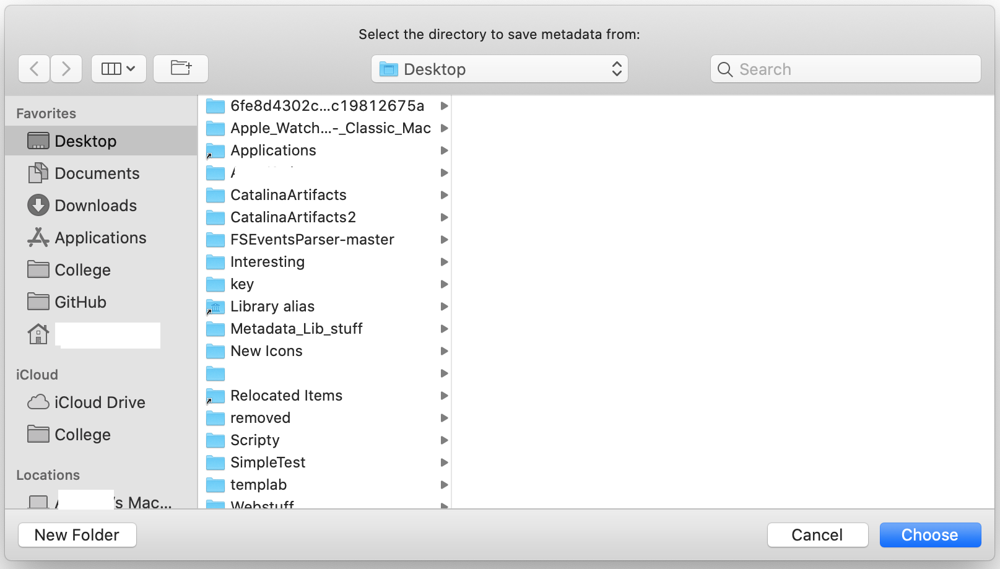 Select the directory to save metadata from:
Desktop
Search
Favorites
Desktop
Documents
Downloads
Applications
College
GitHub
iCloud
iCloud Drive
College
Locations
's Mac...
6fe8d4302c...c19812675a
Apple_Watch...-_Classic_Mac
Applications
CatalinaArtifacts
CatalinaArtifacts2
FSEventsParser-master
Interesting
key
Library alias
Metadata_Lib_stuff
New Icons
Relocated Items
removed
Scripty
SimpleTest
templab
Webstuff
New Folder
Cancel
Choose